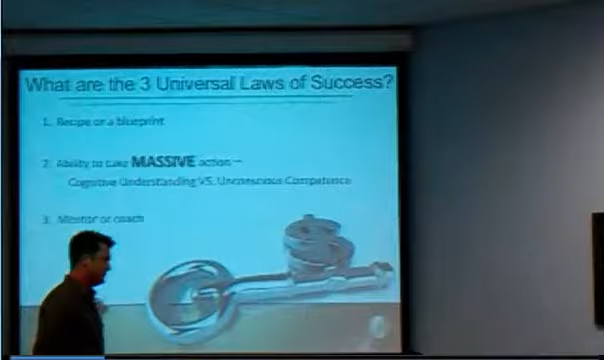 What are the 3 Universal Laws of Success?
1. Recipe or a blueprint
2. Ability to take MASSIVE action –
Cognitive Understanding VS. Unconscious Competence
3. Mentor or coach